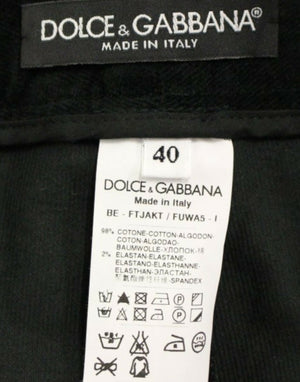 DOLCE & GABBANA®
MADE IN ITALY
40
DOLCE & GABBANA
Made in Italy
BE - FTJAKT / FUWA5 - I
98% COTONE-COTTON-ALGODON-
COTON-ALGODAO-
BAUMWOLLE-ХЛОПОК-棉
2% ELASTAN-ELASTANE-
ELASTANO-ELASTHANNE-
ELASTHAN-ЭЛАСТАН-
-SPANDEX